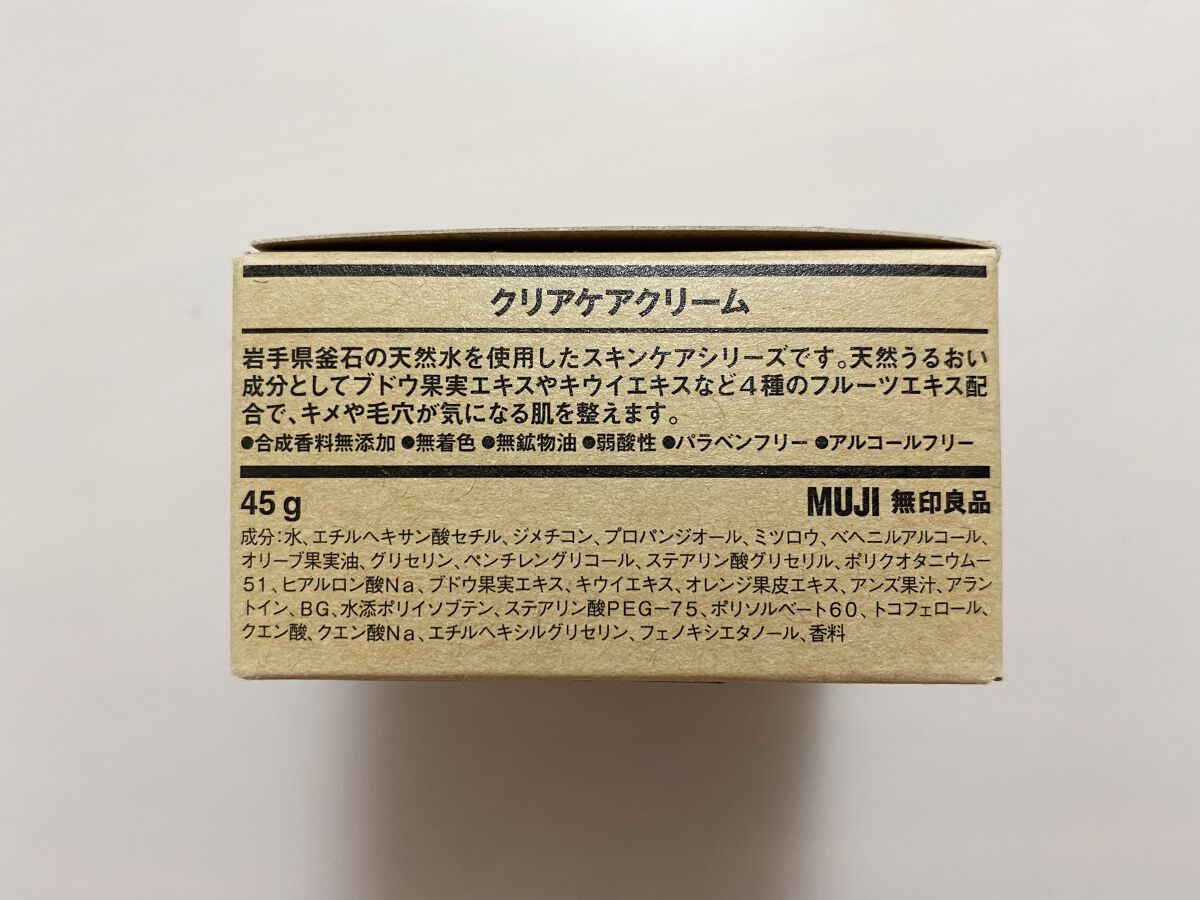 クリアケアクリーム
岩手県釜石の天然水を使用したスキンケアシリーズです。天然うるおい
成分としてブドウ果実エキスやキウイエキスなど4種のフルーツエキス配
合で、キメや毛穴が気になる肌を整えます。
●合成香料無添加 ●無着色 ●無鉱物油 ●弱酸性 ●パラベンフリー ●アルコールフリー
45g MUJI 無印良品
成分:水、エチルヘキサン酸セチル、ジメチコン、プロパンジオール、ミツロウ、ベヘニルアルコール、
オリーブ果実油、グリセリン、ペンチレングリコール、ステアリン酸グリセリル、ポリクオタニウムー
51、ヒアルロン酸Na、ブドウ果実エキス、キウイエキス、オレンジ果皮エキス、アンズ果汁、アラン
トイン、BG、水添ポリイソブテン、ステアリン酸PEGー75、ポリソルベート60、トコフェロール、
クエン酸、クエン酸Na、エチルヘキシルグリセリン、フェノキシエタノール、香料